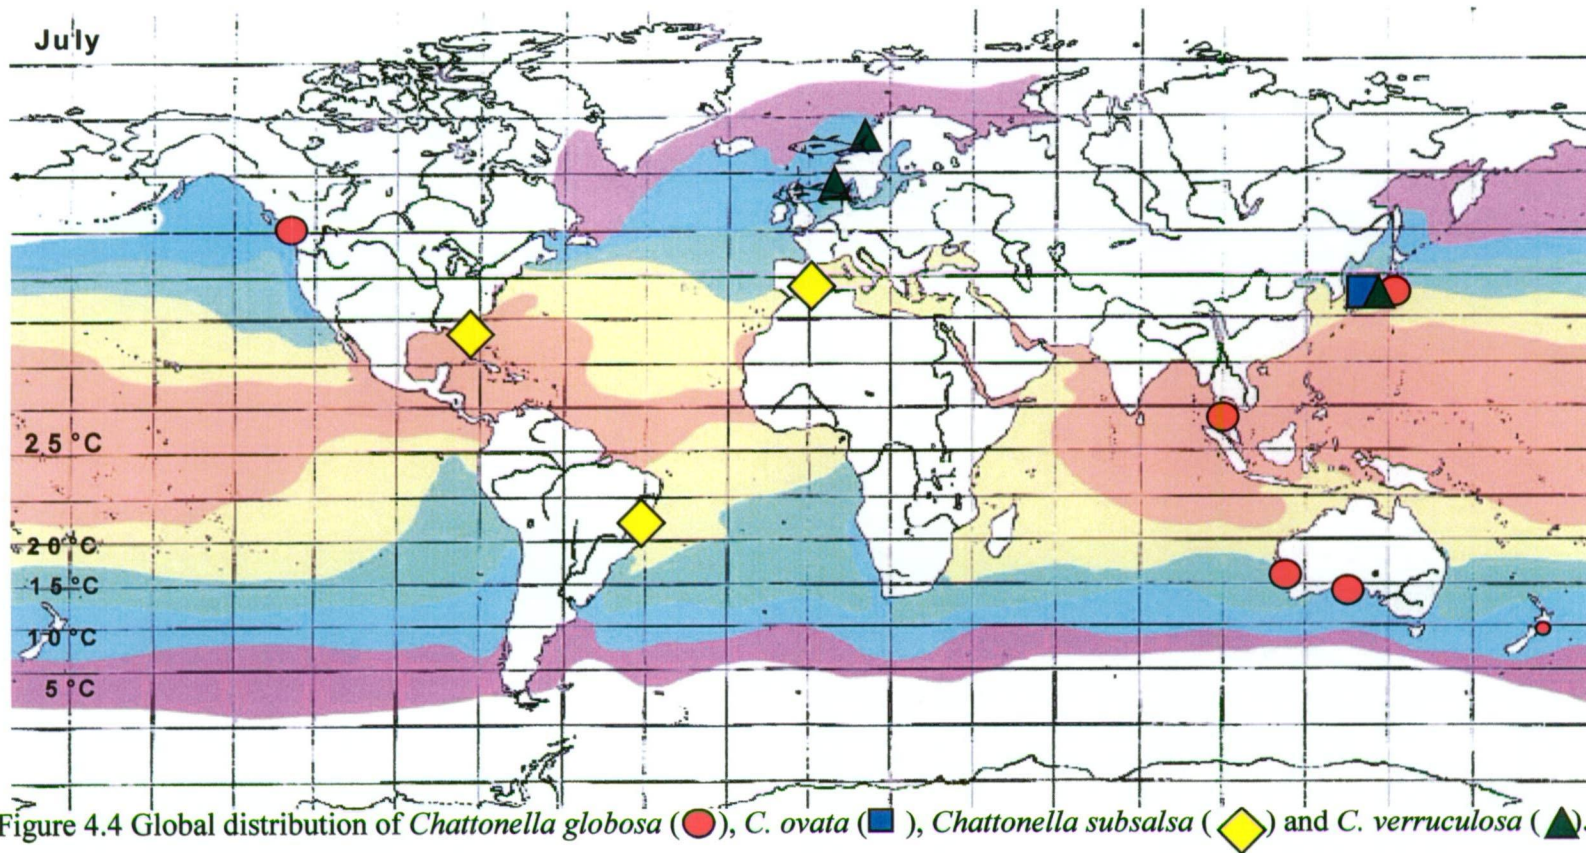 July
25°C
20°C
15°C
10°C
5°C
Figure 4.4 Global distribution of Chattonella globosa ( ), C. ovata ( ), Chattonella subsalsa ( ) and C. verruculosa ( ).